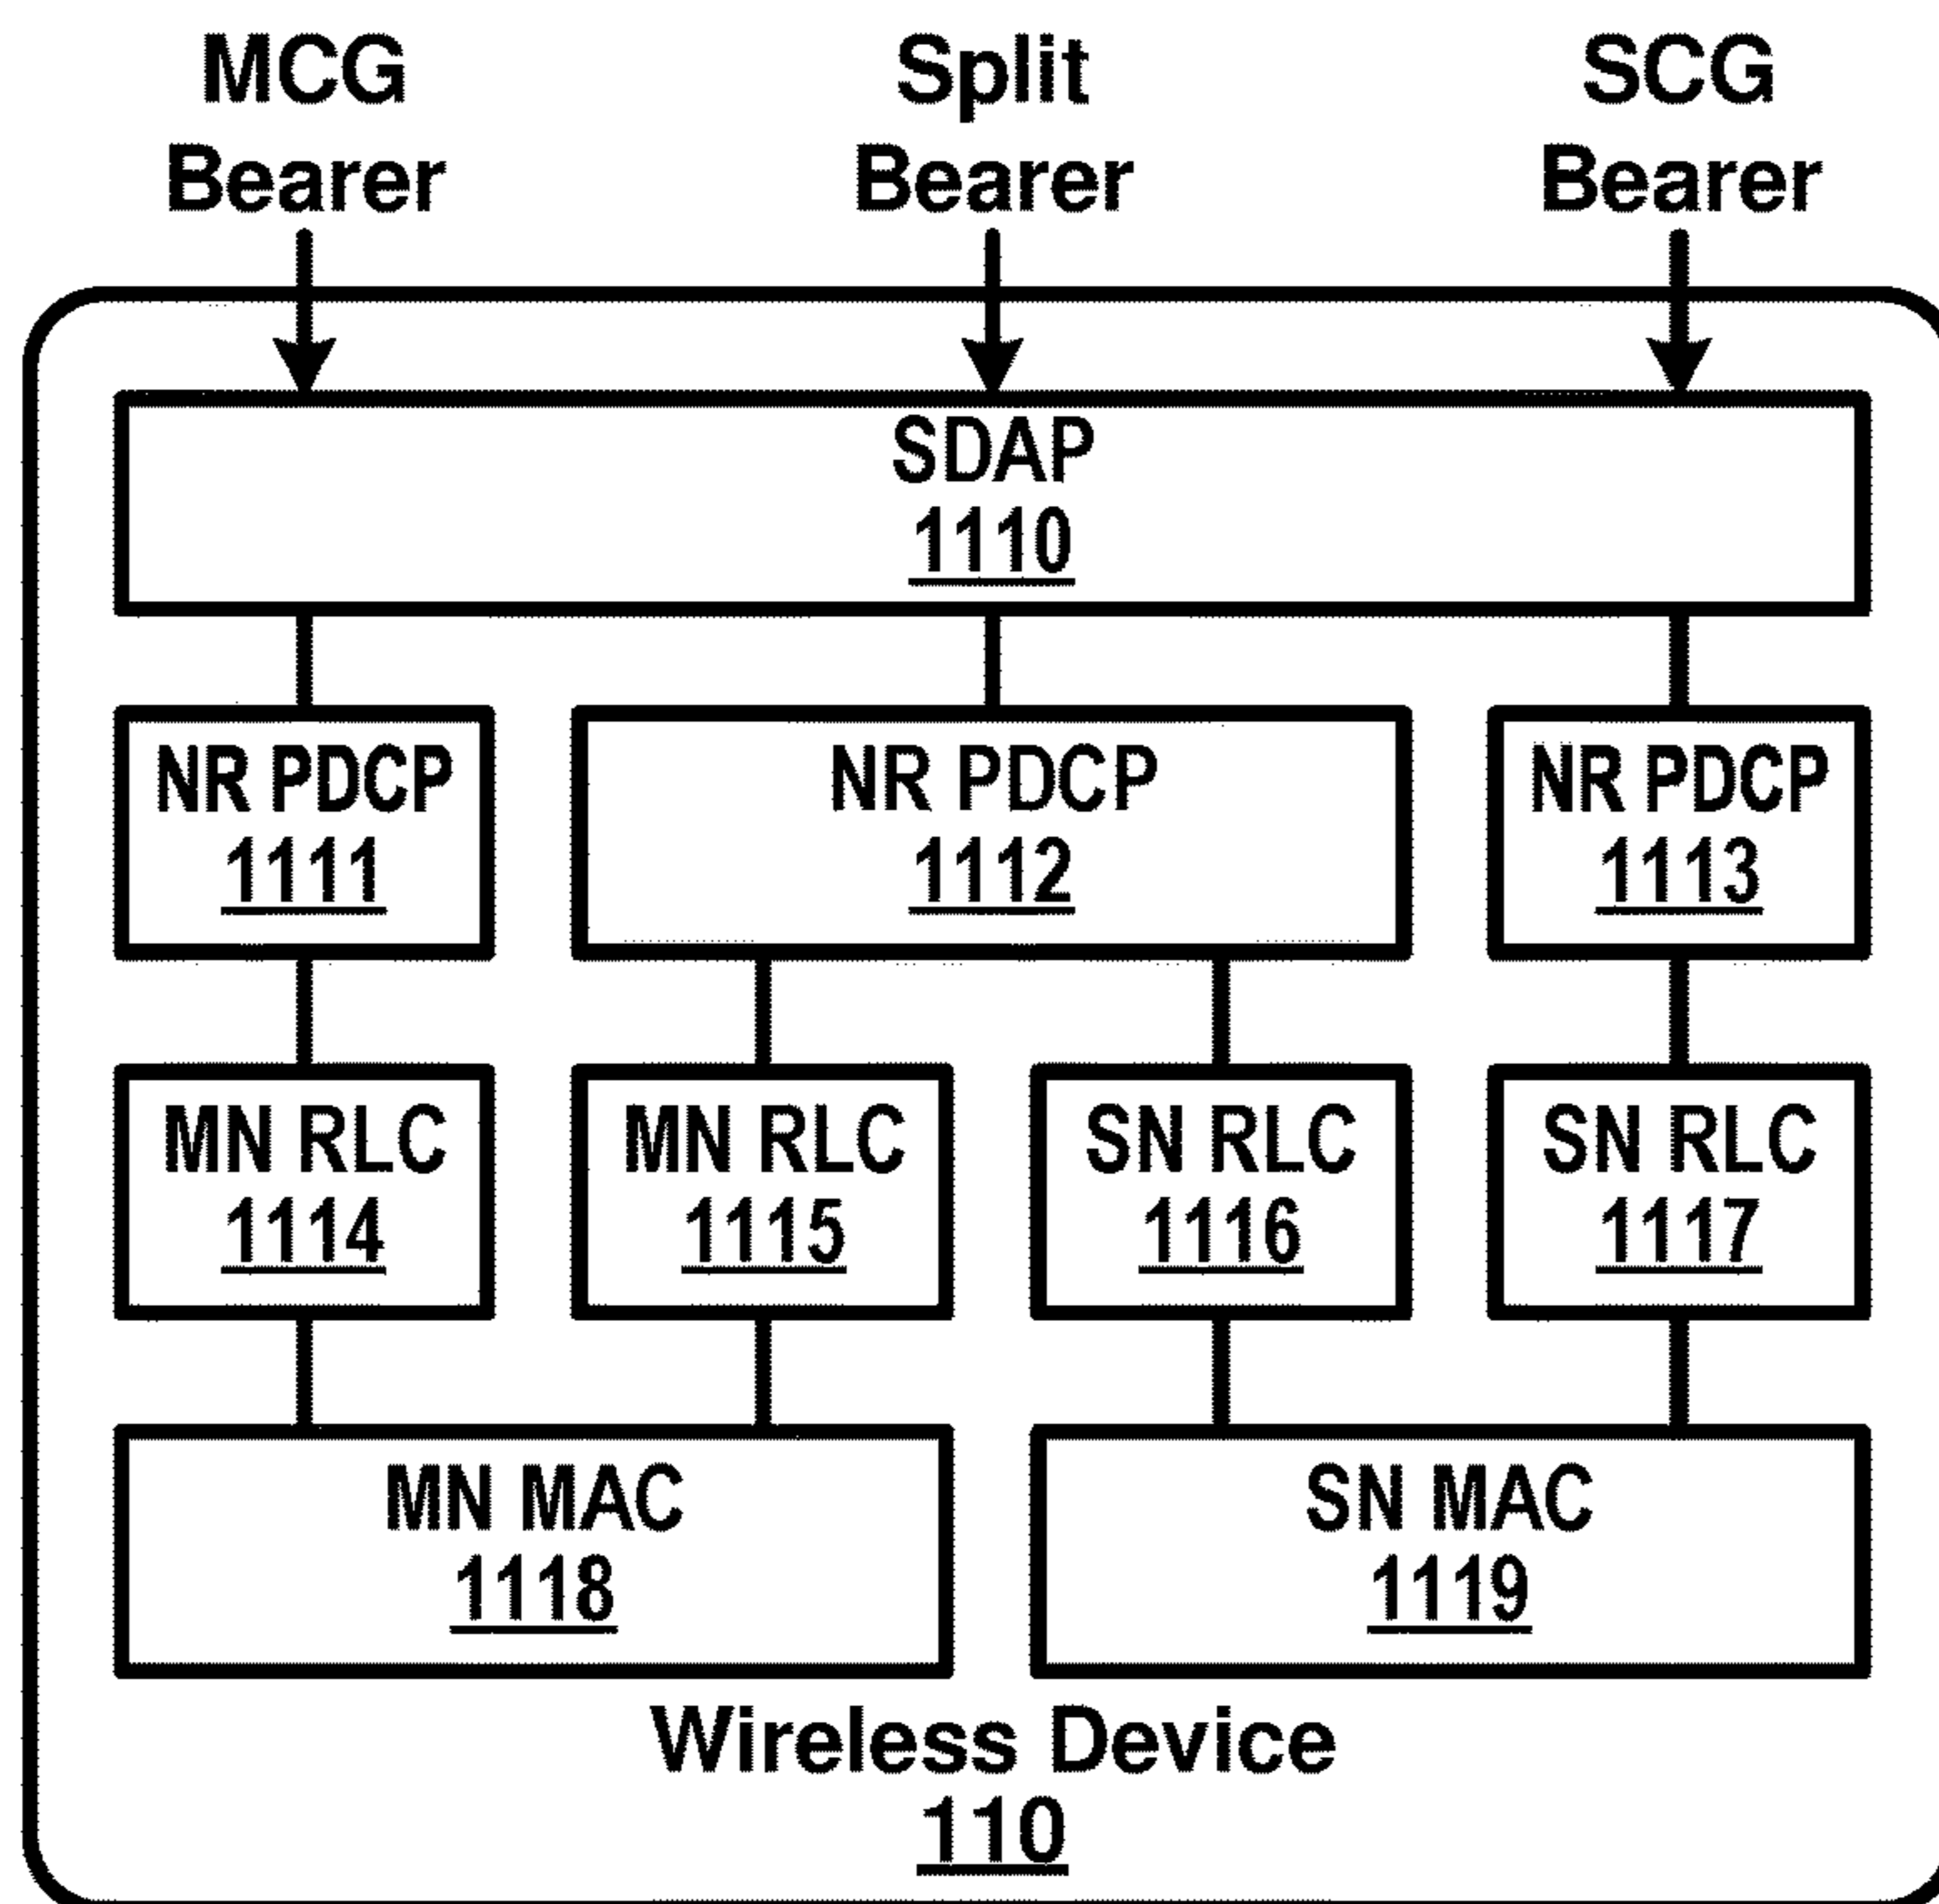 MCG
Bearer
Split
Bearer
SCG
Bearer
SDAP
1110
NR PDCP
1111
NR PDCP
1112
NR PDCP
1113
MN RLC
1114
MN RLC
1115
SN RLC
1116
SN RLC
1117
MN MAC
1118
SN MAC
1119
Wireless Device
110